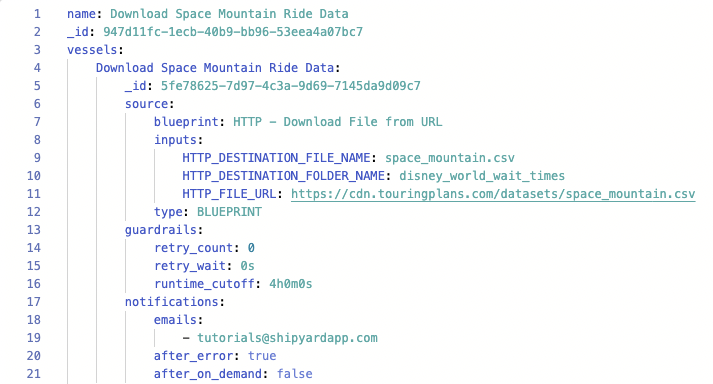 1 name: Download Space Mountain Ride Data
2 _id: 947d11fc-1ecb-40b9-bb96-53eea4a07bc7
3 vessels:
4 Download Space Mountain Ride Data:
5 _id: 5fe78625-7d97-4c3a-9d69-7145da9d09c7
6 source:
7 blueprint: HTTP - Download File from URL
8 inputs:
9 HTTP_DESTINATION_FILE_NAME: space_mountain.csv
10 HTTP_DESTINATION_FOLDER_NAME: disney_world_wait_times
11 HTTP_FILE_URL: https://cdn.touringplans.com/datasets/space_mountain.csv
12 type: BLUEPRINT
13 guardrails:
14 retry_count: 0
15 retry_wait: 0s
16 runtime_cutoff: 4h0m0s
17 notifications:
18 emails:
19 - tutorials@shipyardapp.com
20 after_error: true
21 after_on_demand: false